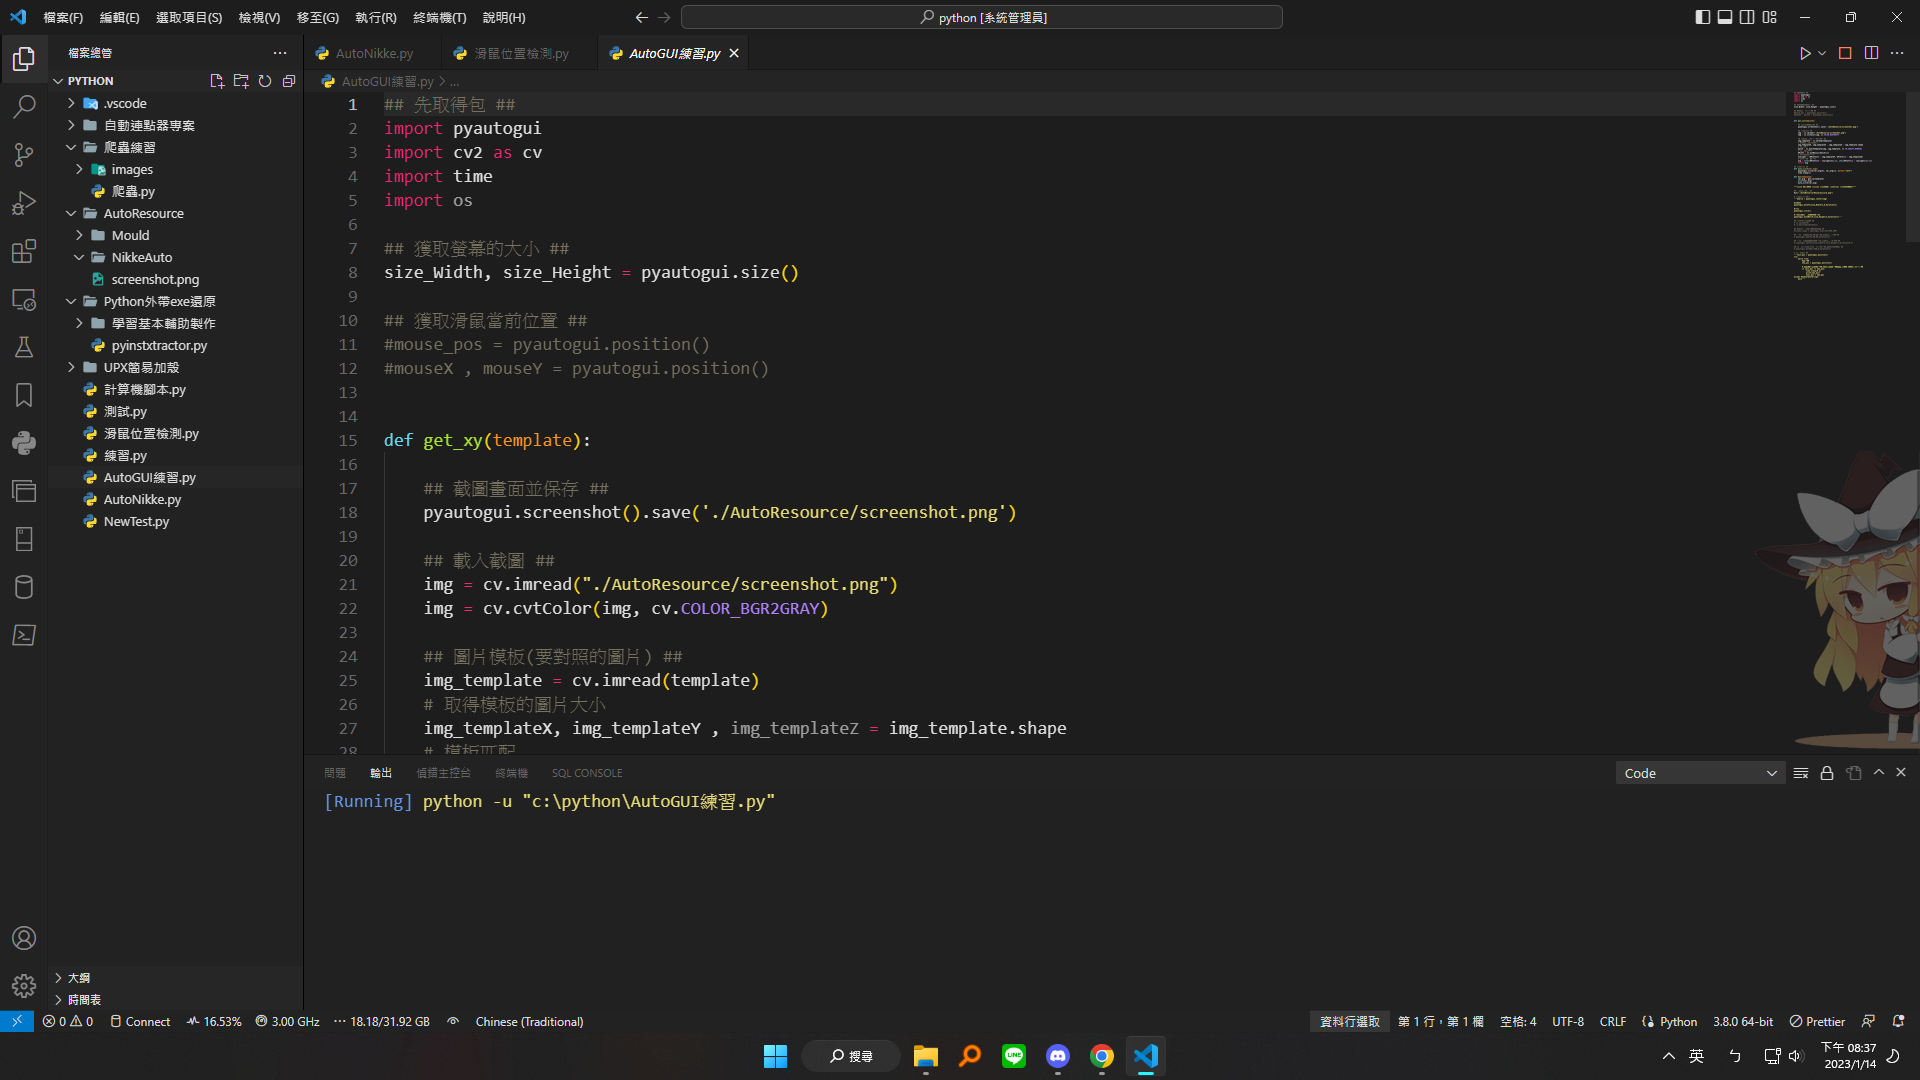 檔案(F) 編輯(E) 選取項目(S) 檢視(V) 移至(G) 執行(R) 終端機(T) 說明(H)
python [系統管理員]
檔案總管
PYTHON
.vscode
自動連點器專案
爬蟲練習
images
爬蟲.py
AutoResource
Mould
NikkeAuto
screenshot.png
Python外帶exe還原
學習基本輔助製作
pyinstxtractor.py
UPX簡易加殼
計算機腳本.py
測試.py
滑鼠位置檢測.py
練習.py
AutoGUI練習.py
AutoNikke.py
NewTest.py
大綱
時間表
AutoNikke.py 滑鼠位置檢測.py AutoGUI練習.py
AutoGUI練習.py > ...
1 ## 先取得包 ##
2 import pyautogui
3 import cv2 as cv
4 import time
5 import os
6
7 ## 獲取螢幕的大小 ##
8 size_Width, size_Height = pyautogui.size()
9
10 ## 獲取滑鼠當前位置 ##
11 #mouse_pos = pyautogui.position()
12 #mouseX , mouseY = pyautogui.position()
13
14
15 def get_xy(template):
16
17 ## 截圖畫面並保存 ##
18 pyautogui.screenshot().save('./AutoResource/screenshot.png')
19
20 ## 載入截圖 ##
21 img = cv.imread("./AutoResource/screenshot.png")
22 img = cv.cvtColor(img, cv.COLOR_BGR2GRAY)
23
24 ## 圖片模板(要對照的圖片) ##
25 img_template = cv.imread(template)
26 # 取得模板的圖片大小
27 img_templateX, img_templateY , img_templateZ = img_template.shape
28 # 模板匹配
問題 輸出 偵錯主控台 終端機 SQL CONSOLE
Code
[Running] python -u "c:\python\AutoGUI練習.py"
0 0 Connect 16.53% 3.00 GHz 18.18/31.92 GB Chinese (Traditional)
資料行選取 第 1 行，第 1 欄 空格: 4 UTF-8 CRLF Python 3.8.0 64-bit Prettier
搜尋
英
下午 08:37
2023/1/14